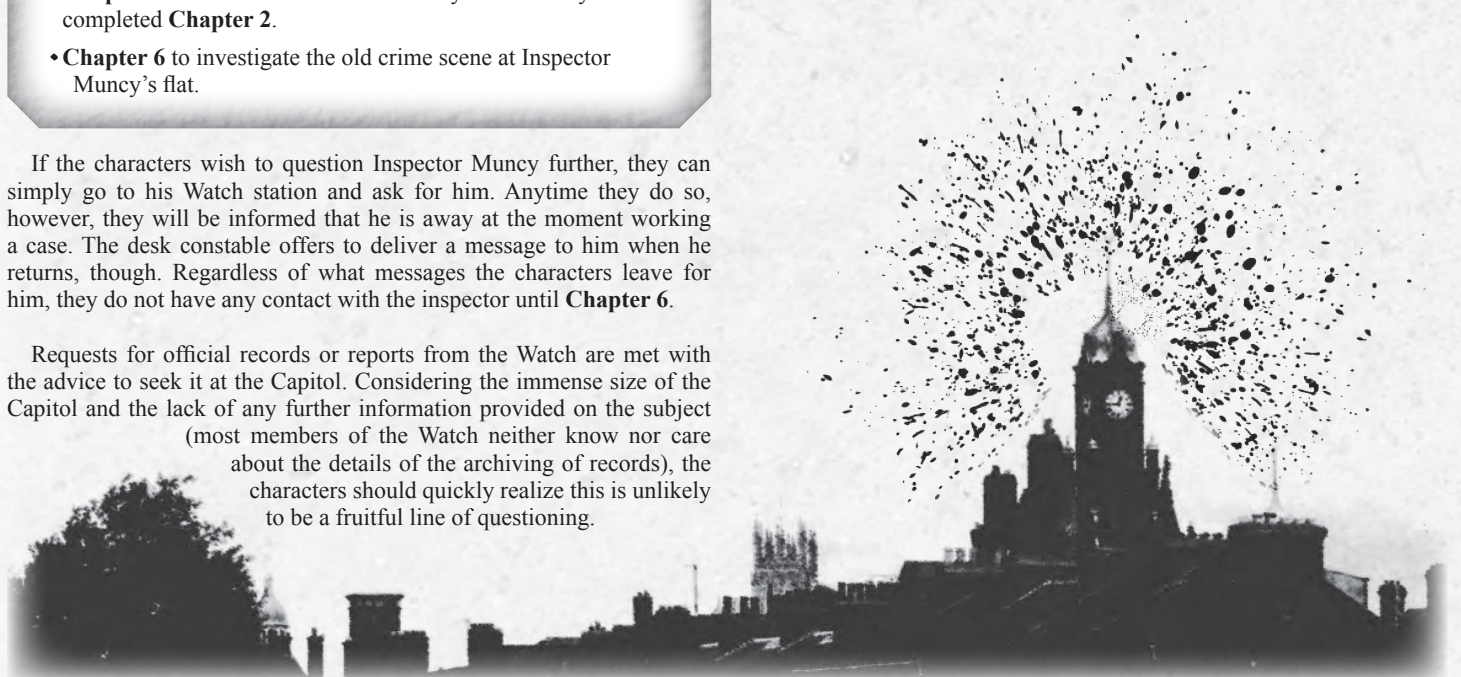 completed Chapter 2.
• Chapter 6 to investigate the old crime scene at Inspector
Muncy’s flat.
If the characters wish to question Inspector Muncy further, they can
simply go to his Watch station and ask for him. Anytime they do so,
however, they will be informed that he is away at the moment working
a case. The desk constable offers to deliver a message to him when he
returns, though. Regardless of what messages the characters leave for
him, they do not have any contact with the inspector until Chapter 6.
Requests for official records or reports from the Watch are met with
the advice to seek it at the Capitol. Considering the immense size of the
Capitol and the lack of any further information provided on the subject
(most members of the Watch neither know nor care
about the details of the archiving of records), the
characters should quickly realize this is unlikely
to be a fruitful line of questioning.